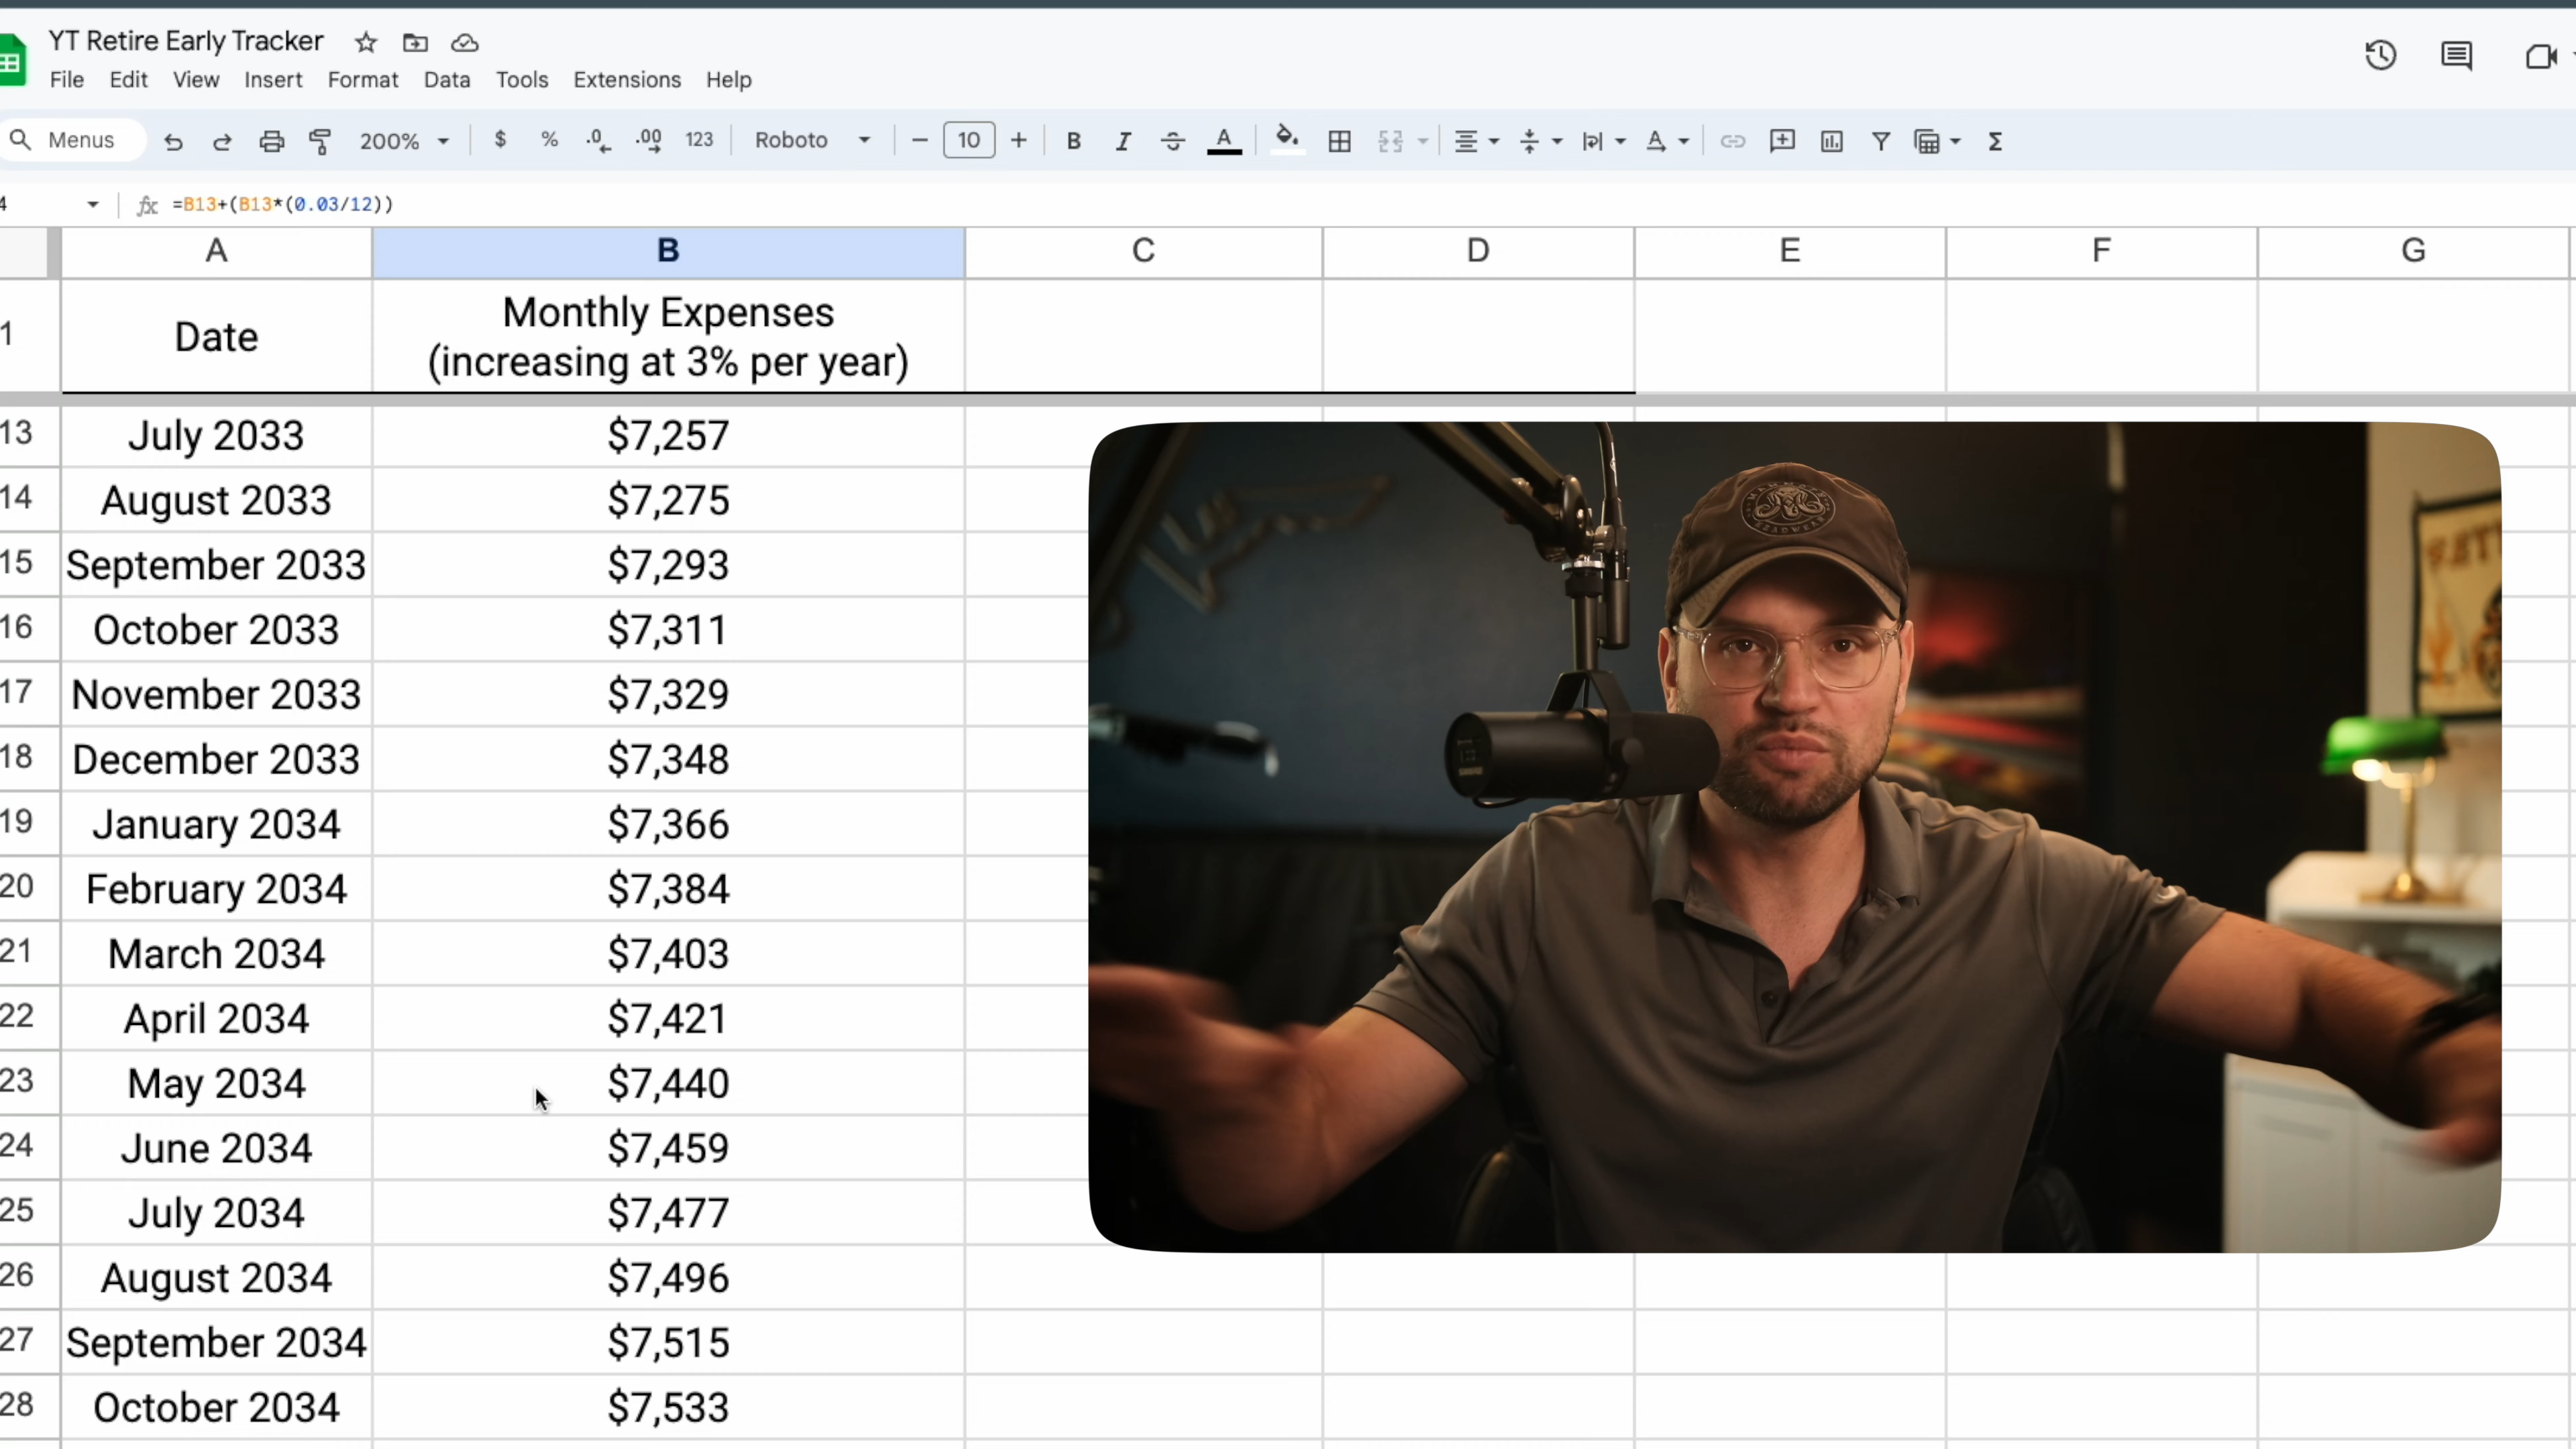 YT Retire Early Tracker
File Edit View Insert Format Data Tools Extensions Help
Menus 200% $ % .0 .00 123 Roboto 10 B I A A Σ
4 fx =B13+(B13*(0.03/12))
A B C D E F G
1 Date Monthly Expenses
(increasing at 3% per year)
13 July 2033 $7,257
14 August 2033 $7,275
15 September 2033 $7,293
16 October 2033 $7,311
17 November 2033 $7,329
18 December 2033 $7,348
19 January 2034 $7,366
20 February 2034 $7,384
21 March 2034 $7,403
22 April 2034 $7,421
23 May 2034 $7,440
24 June 2034 $7,459
25 July 2034 $7,477
26 August 2034 $7,496
27 September 2034 $7,515
28 October 2034 $7,533